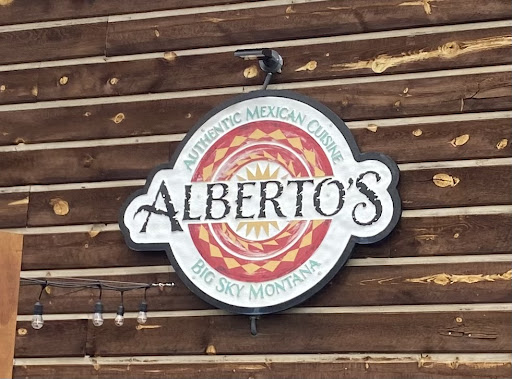 AUTHENTIC MEXICAN CUISINE
ALBERTO'S
BIG SKY MONTANA